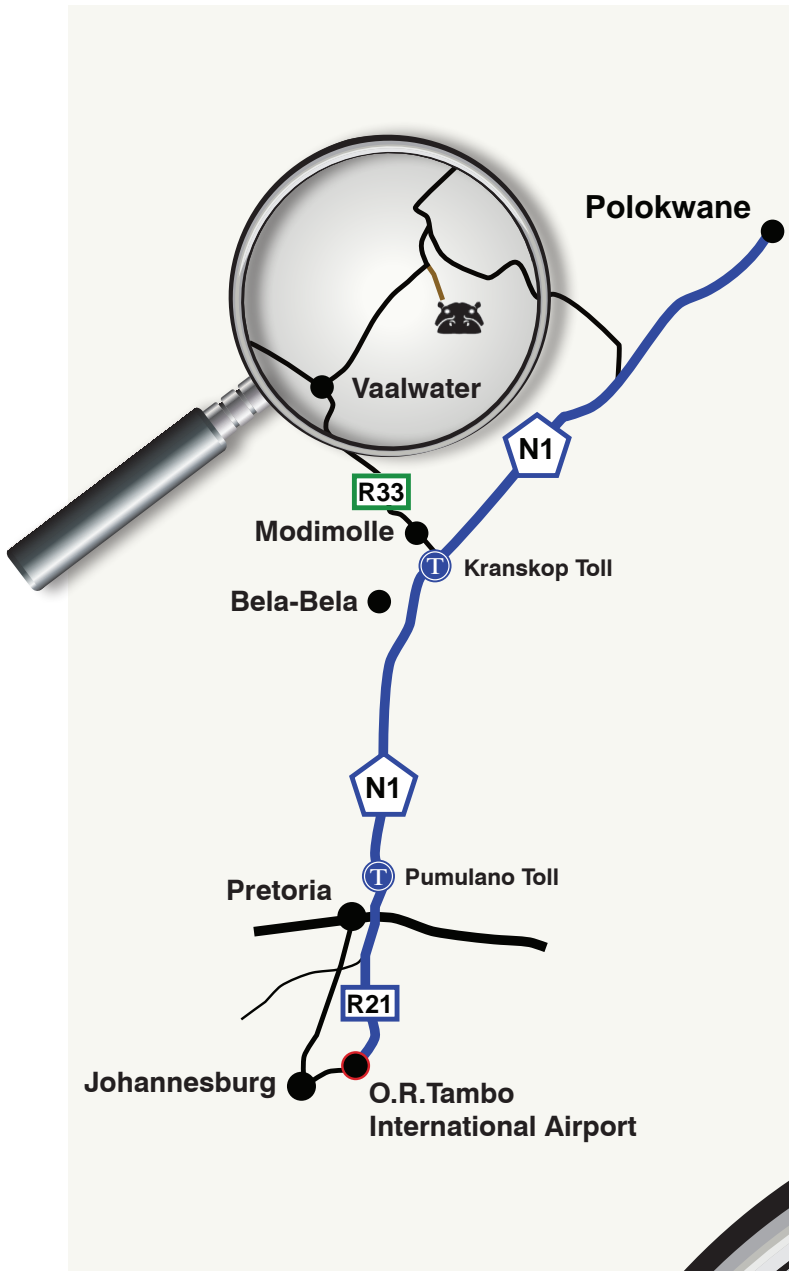 Polokwane
Vaalwater
N1
R33
Modimolle
T
Kranskop Toll
Bela-Bela
N1
T
Pumulano Toll
Pretoria
R21
Johannesburg
O.R.Tambo
International Airport